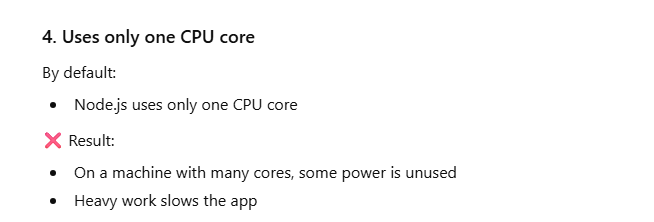 4. Uses only one CPU core
By default:
• Node.js uses only one CPU core
❌ Result:
• On a machine with many cores, some power is unused
• Heavy work slows the app